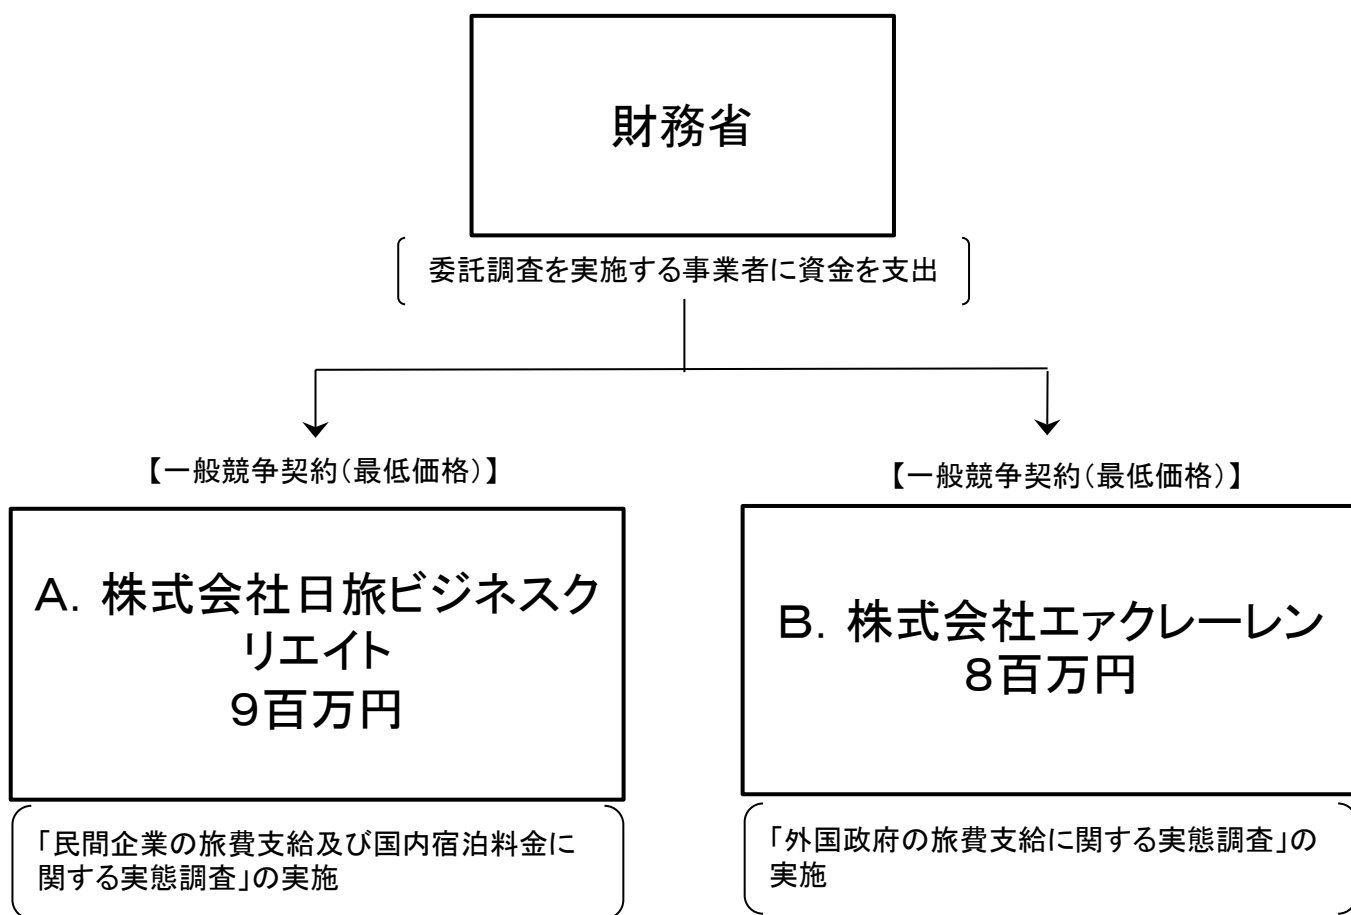 財務省
委託調査を実施する事業者に資金を支出
【一般競争契約(最低価格)】
A. 株式会社日旅ビジネスク
リエイト
9百万円
「民間企業の旅費支給及び国内宿泊料金に
関する実態調査」の実施
【一般競争契約(最低価格)】
B. 株式会社エァクレーレン
8百万円
「外国政府の旅費支給に関する実態調査」の
実施